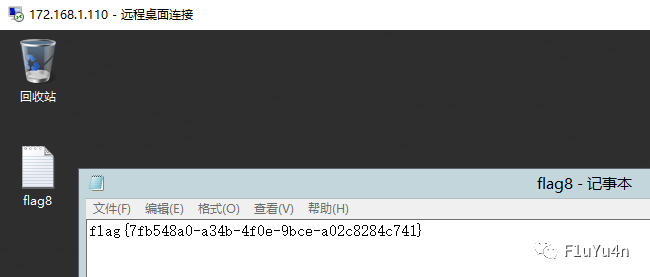 172.168.1.110 - 远程桌面连接
回收站
flag8
flag8 - 记事本
文件(F) 编辑(E) 格式(O) 查看(V) 帮助(H)
flag{7fb548a0-a34b-4f0e-9bce-a02c8284c741}
F1uYu4n